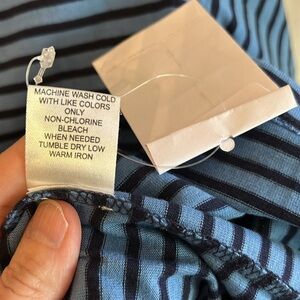 MACHINE WASH COLD
WITH LIKE COLORS
ONLY
NON-CHLORINE
BLEACH
WHEN NEEDED
TUMBLE DRY LOW
WARM IRON